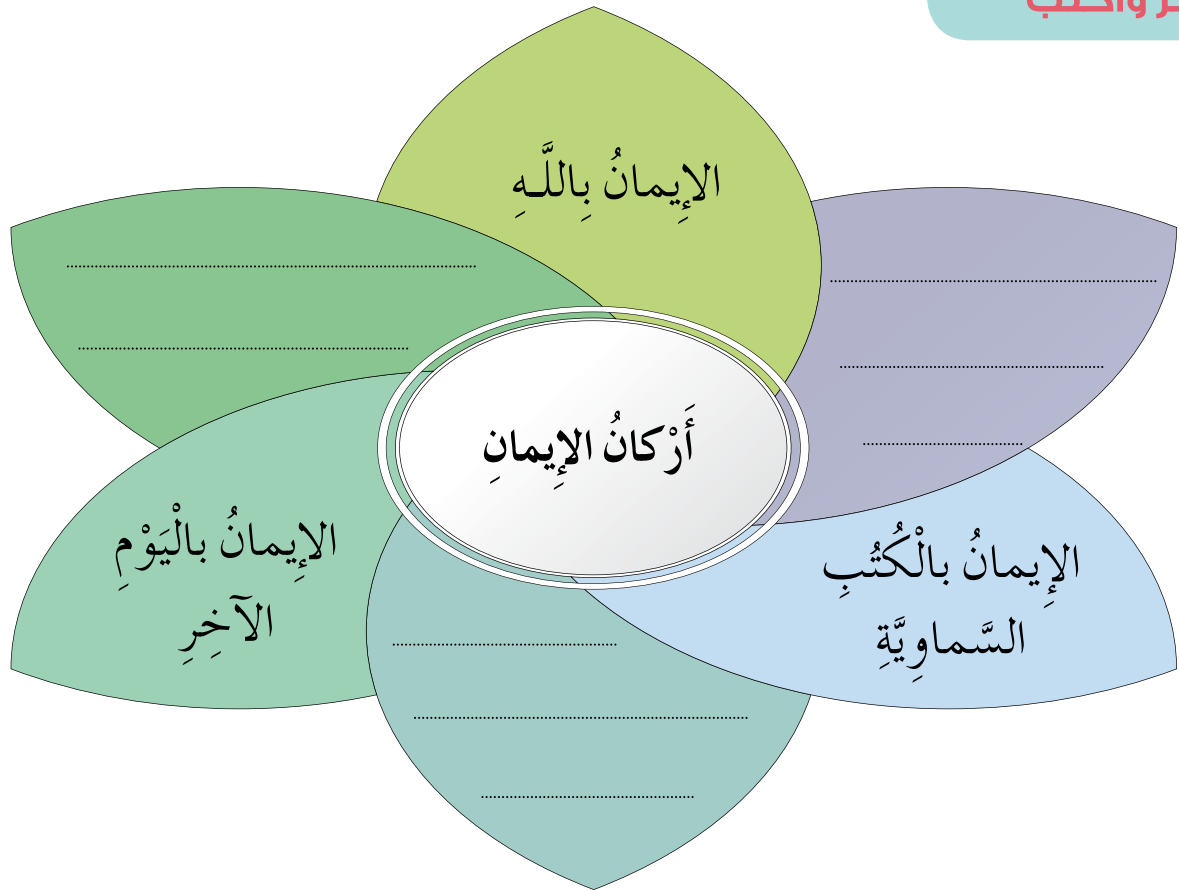 الإِيمانُ بِاللَّـهِ
أَرْكانُ الإِيمانِ
الإِيمانُ بالْكُتُبِ
السَّماوِيَّةِ
الإِيمانُ بالْيَوْمِ
الآخِرِ